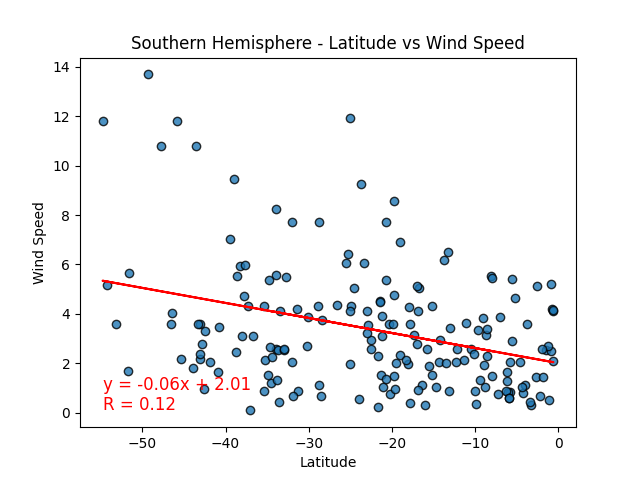 Southern Hemisphere - Latitude vs Wind Speed
14
12
10
8
6
4
2
0
Wind Speed
y = -0.06x + 2.01
R = 0.12
−50 −40 −30 −20 −10 0
Latitude